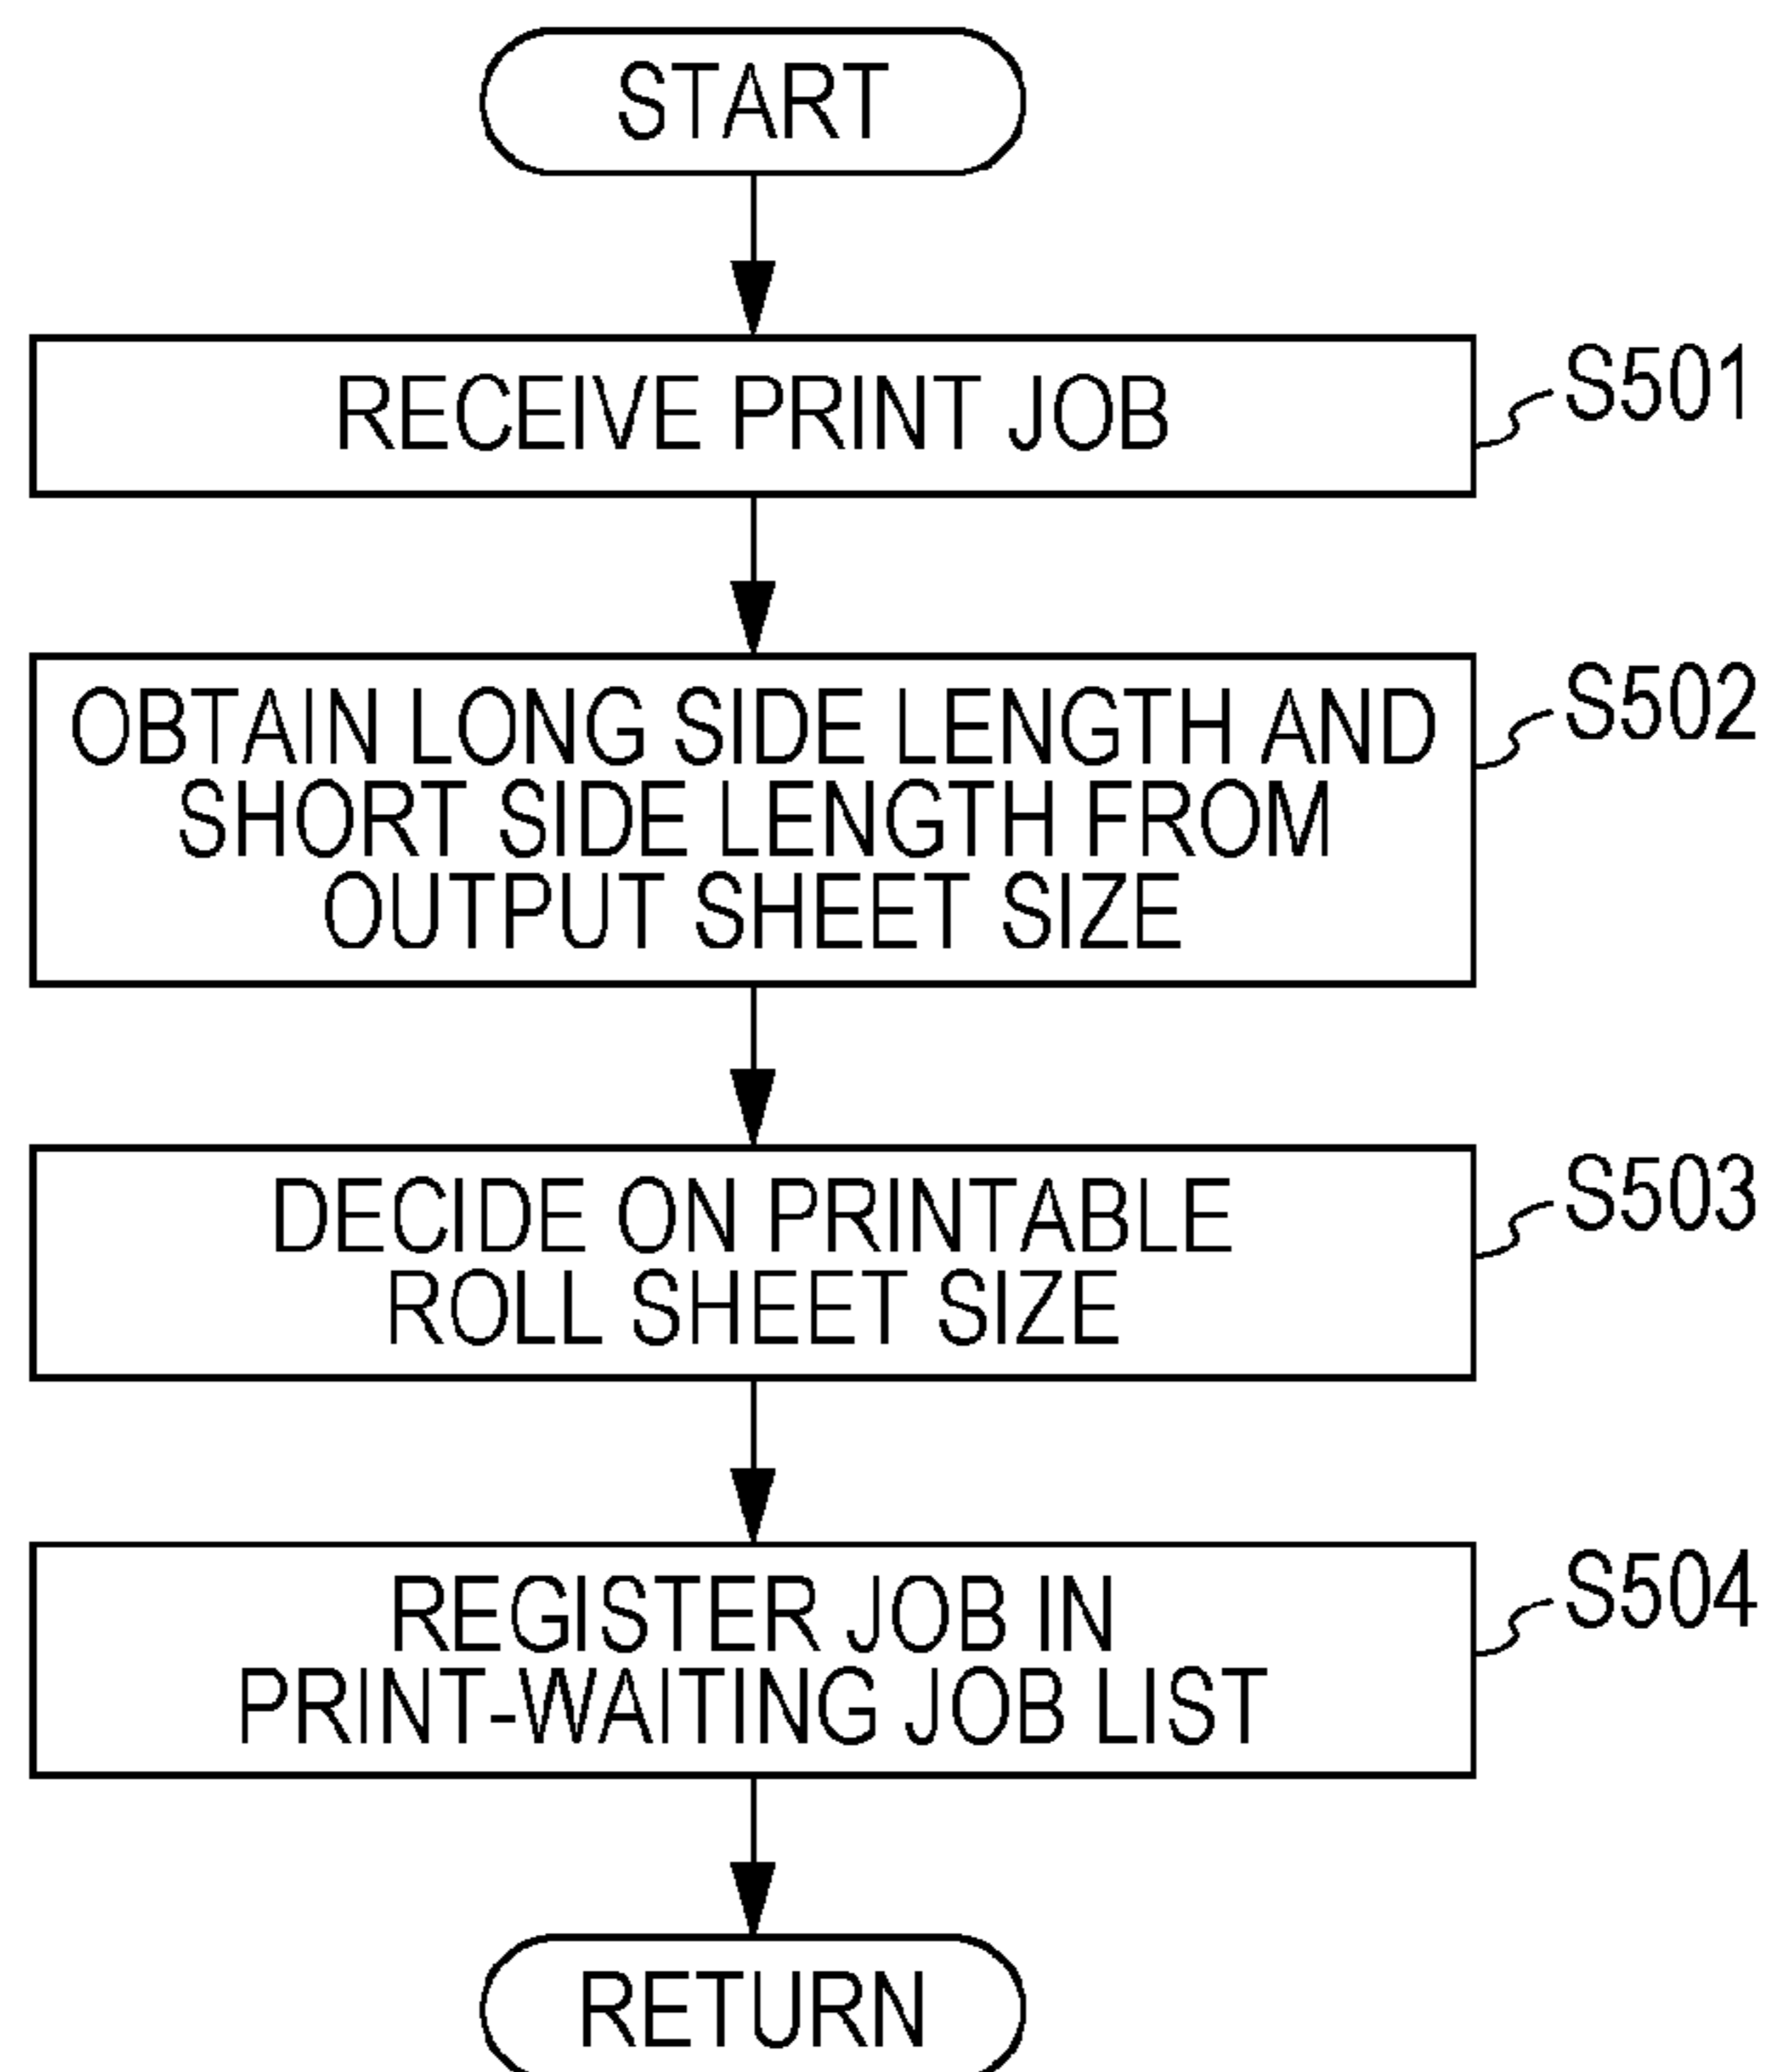 START
RECEIVE PRINT JOB
S501
OBTAIN LONG SIDE LENGTH AND
SHORT SIDE LENGTH FROM
OUTPUT SHEET SIZE
S502
DECIDE ON PRINTABLE
ROLL SHEET SIZE
S503
REGISTER JOB IN
PRINT-WAITING JOB LIST
S504
RETURN